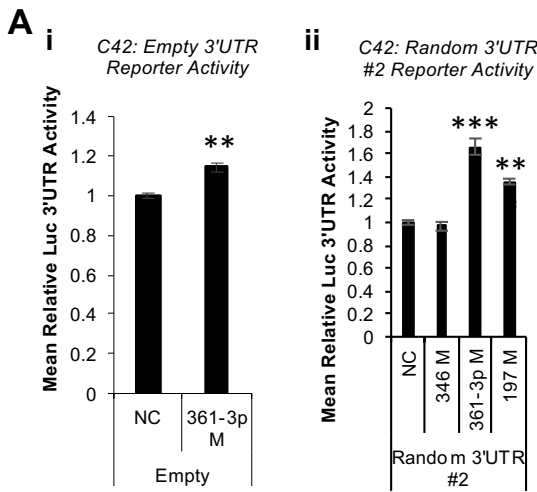 A
i
C42: Empty 3'UTR
Reporter Activity
Mean Relative Luc 3'UTR Activity
1.4
1.2
1
0.8
0.6
0.4
0.2
0
**
NC
361-3p
M
Empty
ii
C42: Random 3'UTR
#2 Reporter Activity
Mean Relative Luc 3'UTR Activity
2
1.8
1.6
1.4
1.2
1
0.8
0.6
0.4
0.2
0
***
**
NC
346 M
361-3p M
197 M
Random 3'UTR
#2